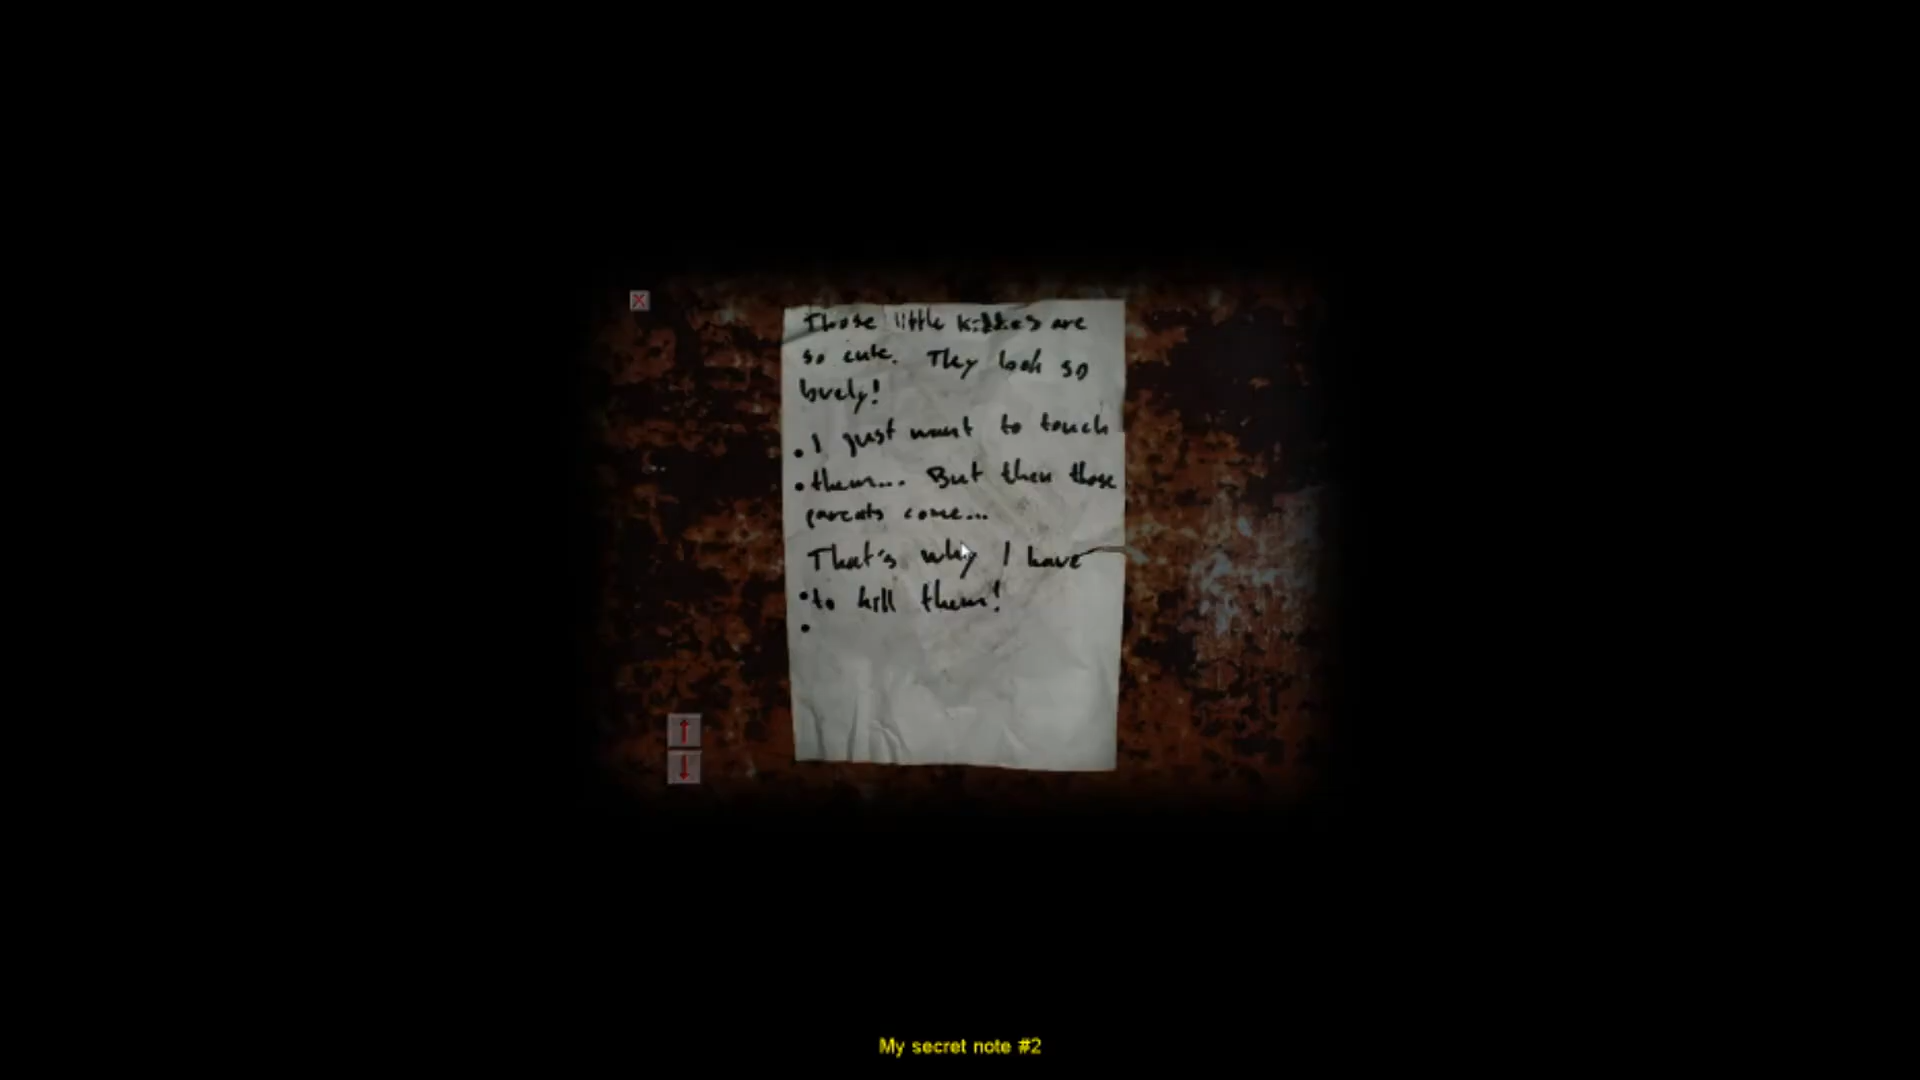 Those little kitties are
so cute. They look so
lovely!
I just want to touch
them... But then those
parents come...
That's why I have
to kill them!
My secret note #2